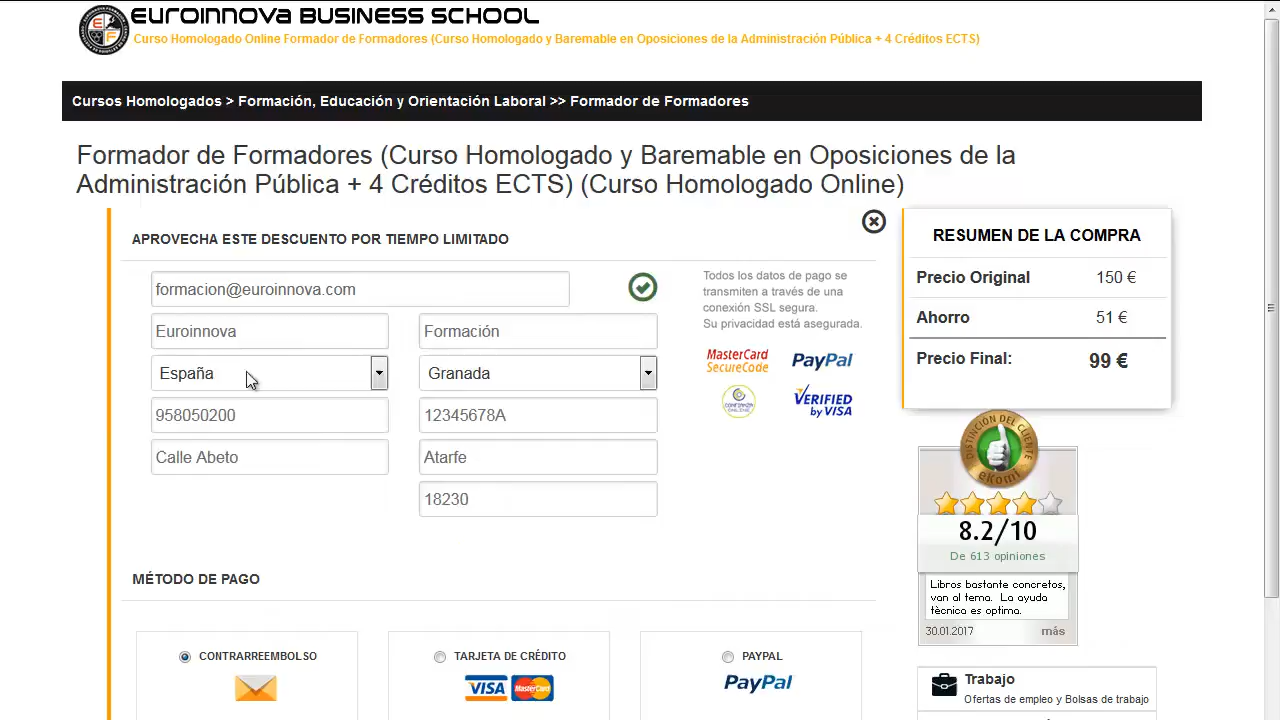 EUROINNOVA BUSINESS SCHOOL
Curso Homologado Online Formador de Formadores (Curso Homologado y Baremable en Oposiciones de la Administración Pública + 4 Créditos ECTS)
Cursos Homologados > Formación, Educación y Orientación Laboral >> Formador de Formadores
Formador de Formadores (Curso Homologado y Baremable en Oposiciones de la
Administración Pública + 4 Créditos ECTS) (Curso Homologado Online)
APROVECHA ESTE DESCUENTO POR TIEMPO LIMITADO
formacion@euroinnova.com
Euroinnova
Formación
España
Granada
958050200
12345678A
Calle Abeto
Atarfe
18230
Todos los datos de pago se
transmiten a través de una
conexión SSL segura.
Su privacidad está asegurada.
MasterCard
SecureCode
PayPal
CONFIANZA
ONLINE
VERIFIED
by VISA
MÉTODO DE PAGO
CONTRARREEMBOLSO
TARJETA DE CRÉDITO
VISA
MasterCard
PAYPAL
PayPal
RESUMEN DE LA COMPRA
Precio Original 150 €
Ahorro 51 €
Precio Final: 99 €
DISTINCIÓN DEL CLIENTE
eKomi
8.2/10
De 613 opiniones
Libros bastante concretos,
van al tema. La ayuda
tècnica es optima.
30.01.2017 más
Trabajo
Ofertas de empleo y Bolsas de trabajo